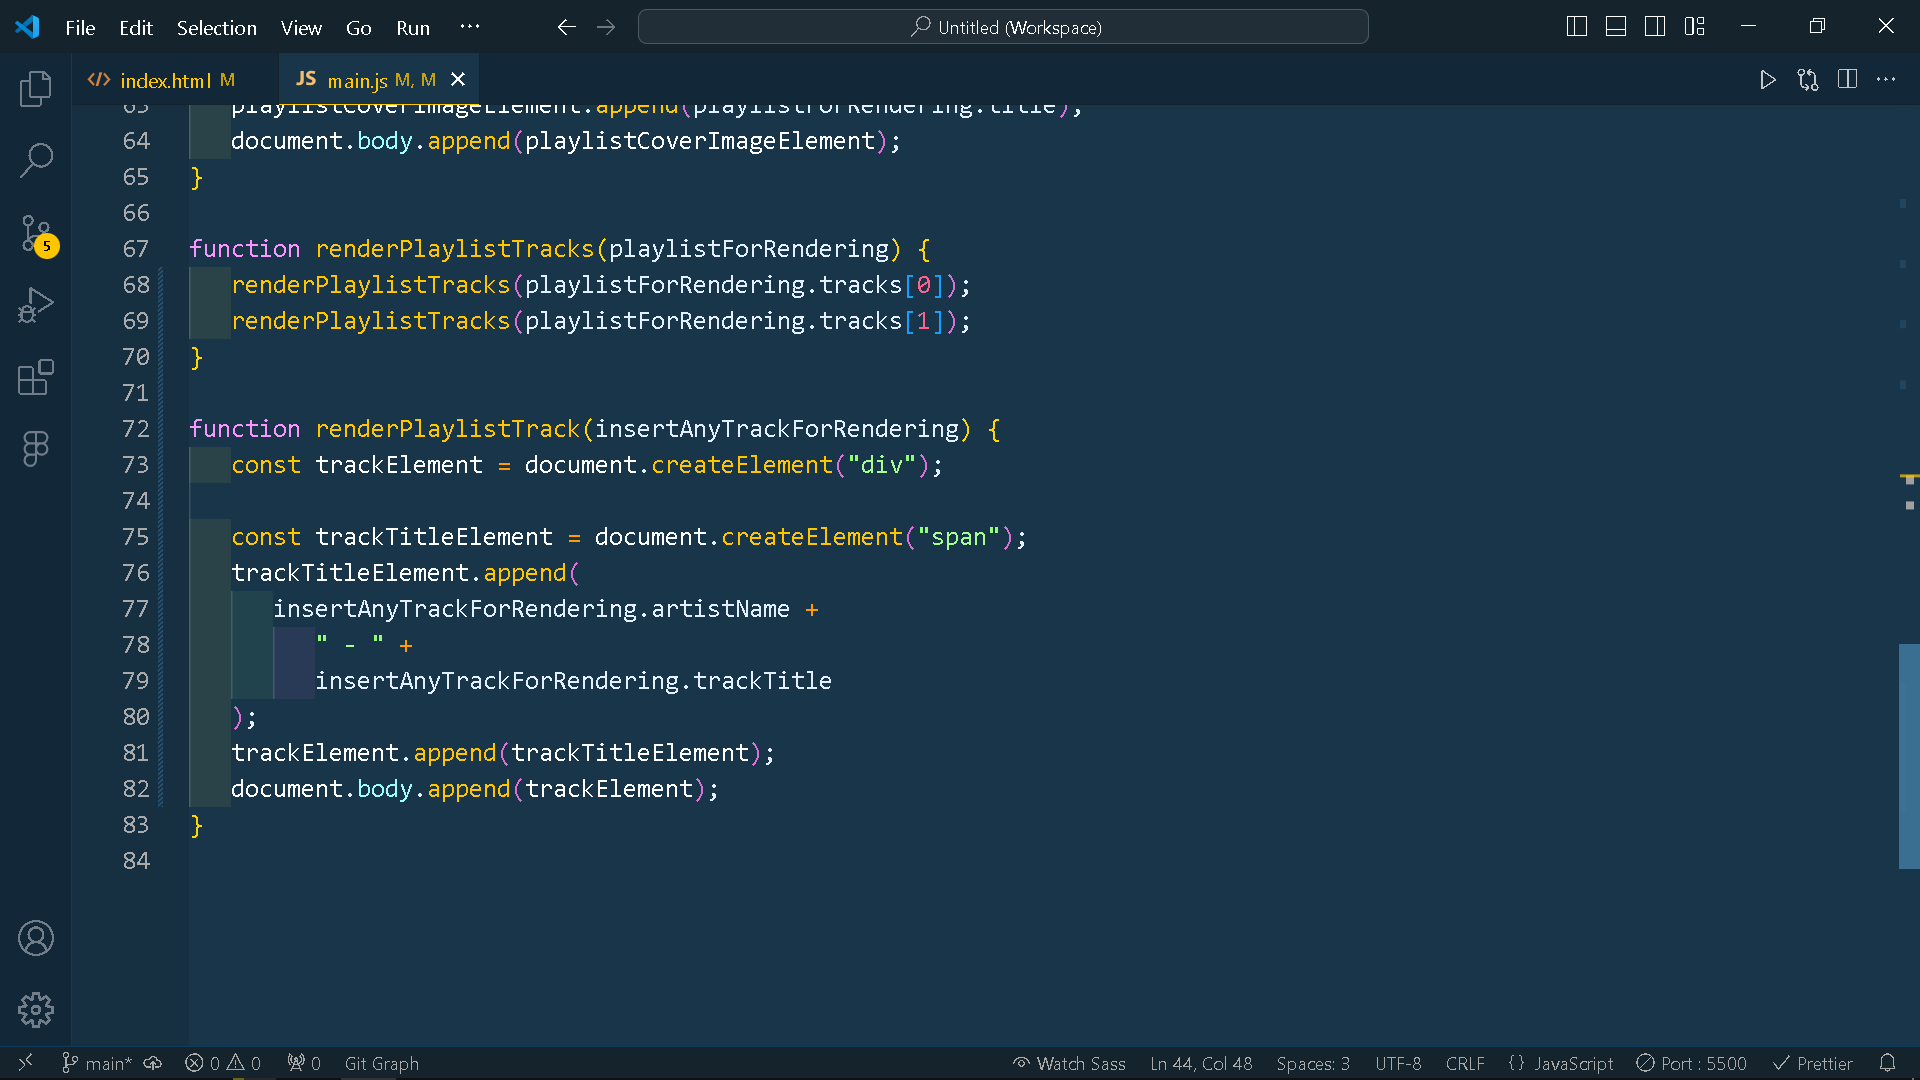 File Edit Selection View Go Run ··· Untitled (Workspace)
index.html M JS main.js M, M
63 playlistCoverImageElement.append(playlistForRendering.title);
64 document.body.append(playlistCoverImageElement);
65 }
66
67 function renderPlaylistTracks(playlistForRendering) {
68 renderPlaylistTracks(playlistForRendering.tracks[0]);
69 renderPlaylistTracks(playlistForRendering.tracks[1]);
70 }
71
72 function renderPlaylistTrack(insertAnyTrackForRendering) {
73 const trackElement = document.createElement("div");
74
75 const trackTitleElement = document.createElement("span");
76 trackTitleElement.append(
77 insertAnyTrackForRendering.artistName +
78 " - " +
79 insertAnyTrackForRendering.trackTitle
80 );
81 trackElement.append(trackTitleElement);
82 document.body.append(trackElement);
83 }
84
5
main* 0 0 0 Git Graph Watch Sass Ln 44, Col 48 Spaces: 3 UTF-8 CRLF {} JavaScript Port : 5500 Prettier